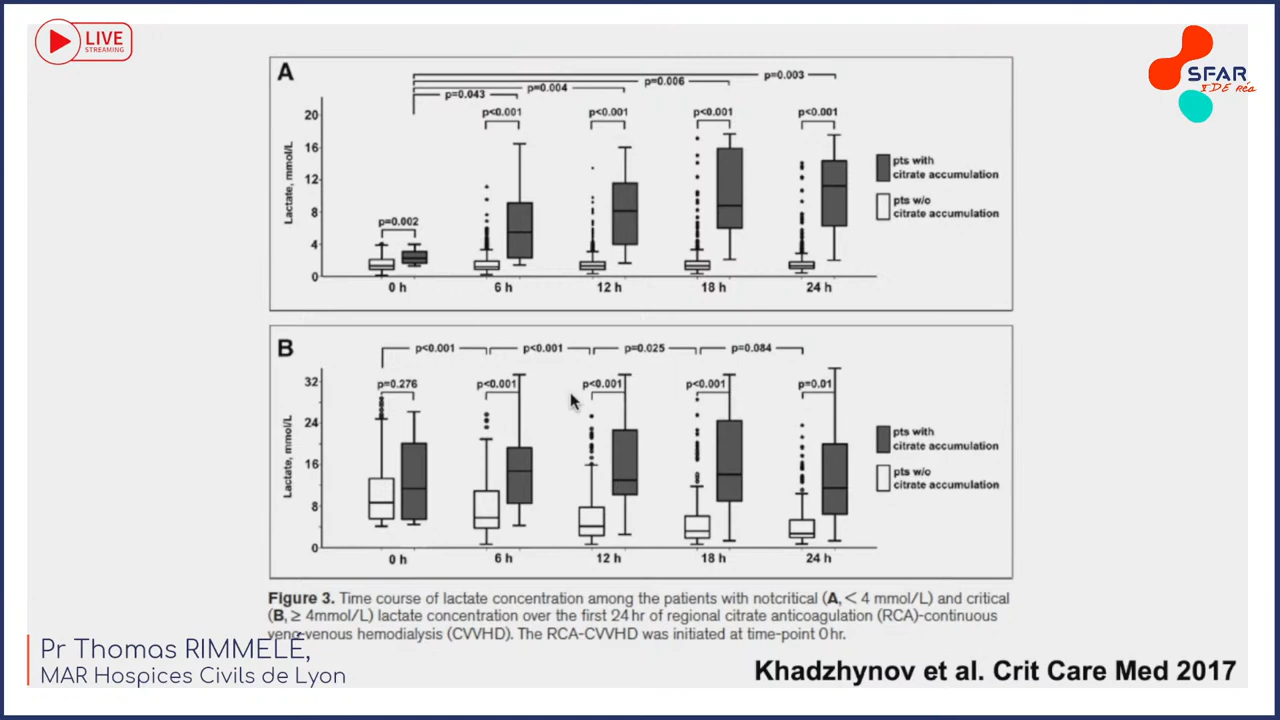 LIVE
STREAMING
SFAR
DE Réa
A
p=0.003
p=0.006
p=0.004
p=0.043
p<0.001
p<0.001
p<0.001
p<0.001
p=0.002
Lactate, mmol/L
20
16
12
8
4
0
0 h
6 h
12 h
18 h
24 h
pts with
citrate accumulation
pts w/o
citrate accumulation
B
p<0.001
p<0.001
p=0.025
p=0.084
p=0.276
p<0.001
p<0.001
p<0.001
p=0.01
Lactate, mmol/L
32
24
16
8
0
0 h
6 h
12 h
18 h
24 h
pts with
citrate accumulation
pts w/o
citrate accumulation
Figure 3. Time course of lactate concentration among the patients with notcritical (A, < 4 mmol/L) and critical
(B, ≥ 4mmol/L) lactate concentration over the first 24 hr of regional citrate anticoagulation (RCA)-continuous
veno-venous hemodialysis (CVVHD). The RCA-CVVHD was initiated at time-point 0 hr.
Pr Thomas RIMMELÉ,
MAR Hospices Civils de Lyon
Khadzhynov et al. Crit Care Med 2017